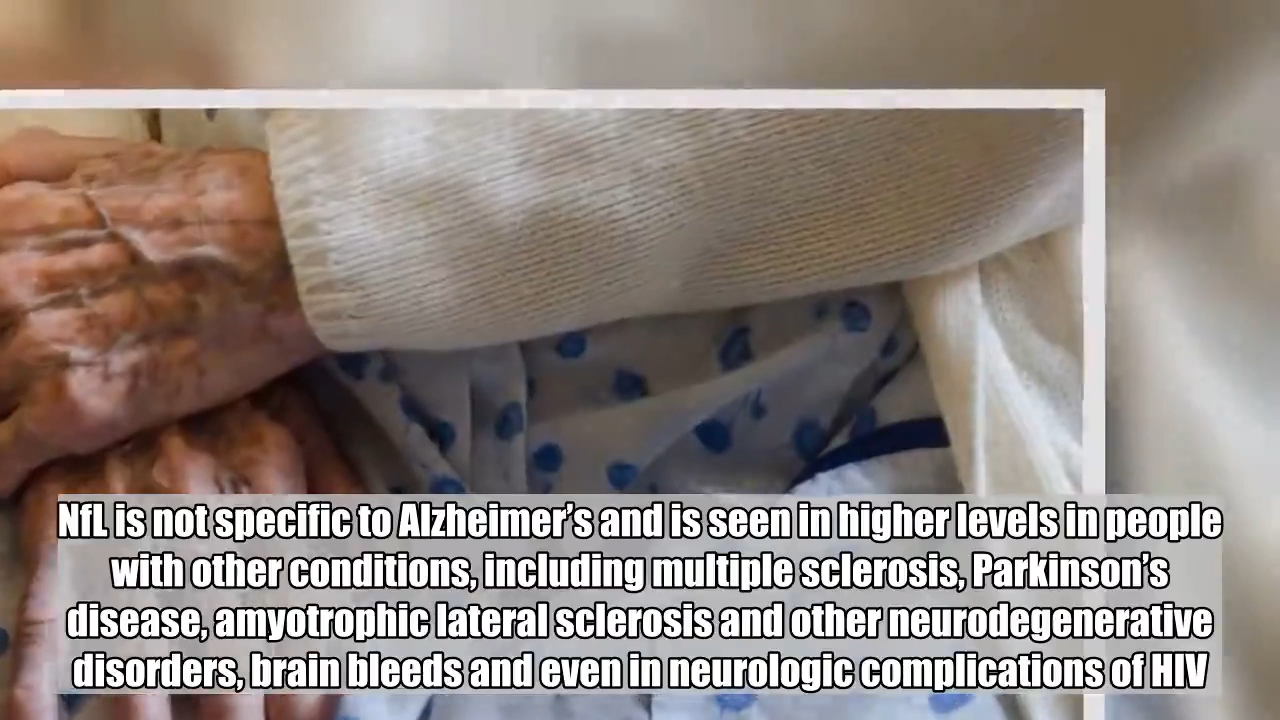 NfL is not specific to Alzheimer’s and is seen in higher levels in people
with other conditions, including multiple sclerosis, Parkinson’s
disease, amyotrophic lateral sclerosis and other neurodegenerative
disorders, brain bleeds and even in neurologic complications of HIV